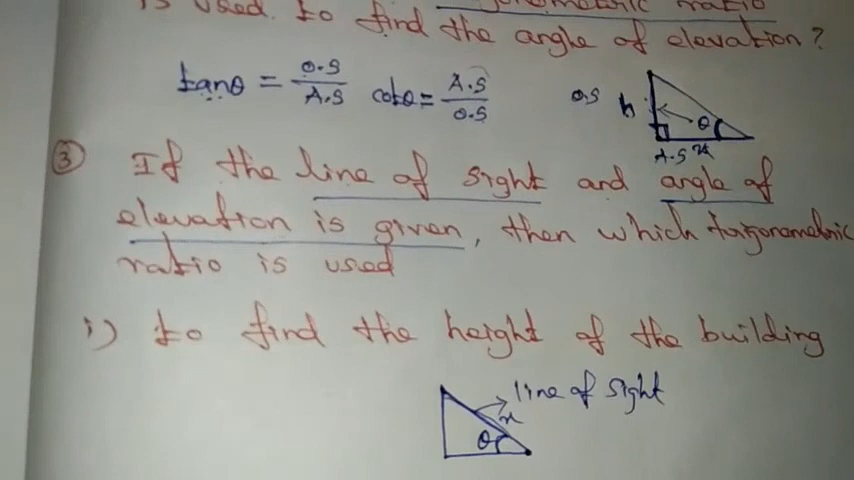 is used to find the angle of elevation?
tanθ = O.S/A.S cotθ = A.S/O.S
O.S h θ
A.S x
③ If the line of sight and angle of
elevation is given, then which trigonometric
ratio is used
i) to find the height of the building
line of sight
x
θ